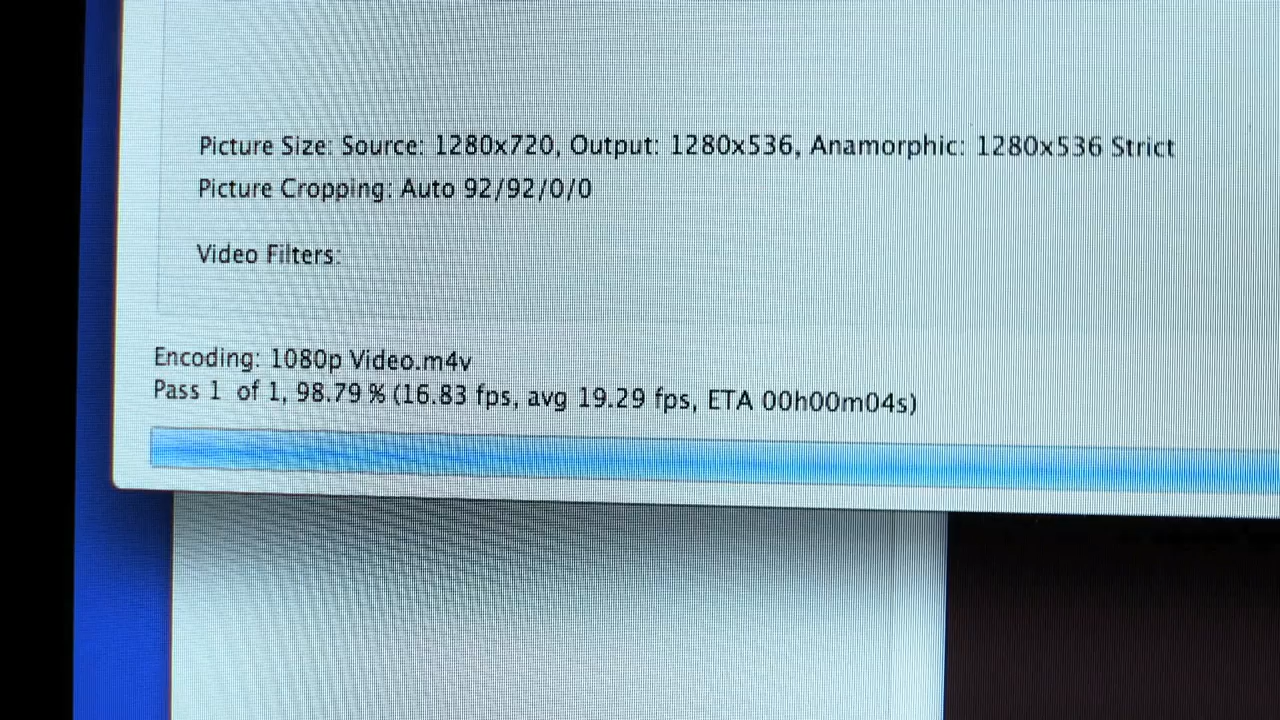 Picture Size: Source: 1280x720, Output: 1280x536, Anamorphic: 1280x536 Strict
Picture Cropping: Auto 92/92/0/0
Video Filters:
Encoding: 1080p Video.m4v
Pass 1 of 1, 98.79 % (16.83 fps, avg 19.29 fps, ETA 00h00m04s)